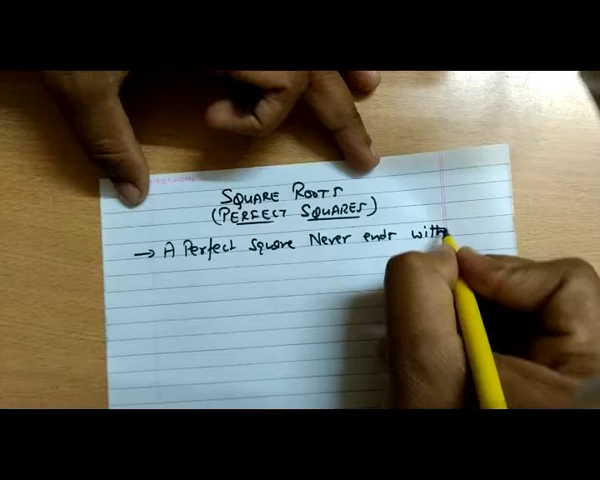 SQUARE ROOTS
(PERFECT SQUARES)
→ A Perfect Square Never ends with